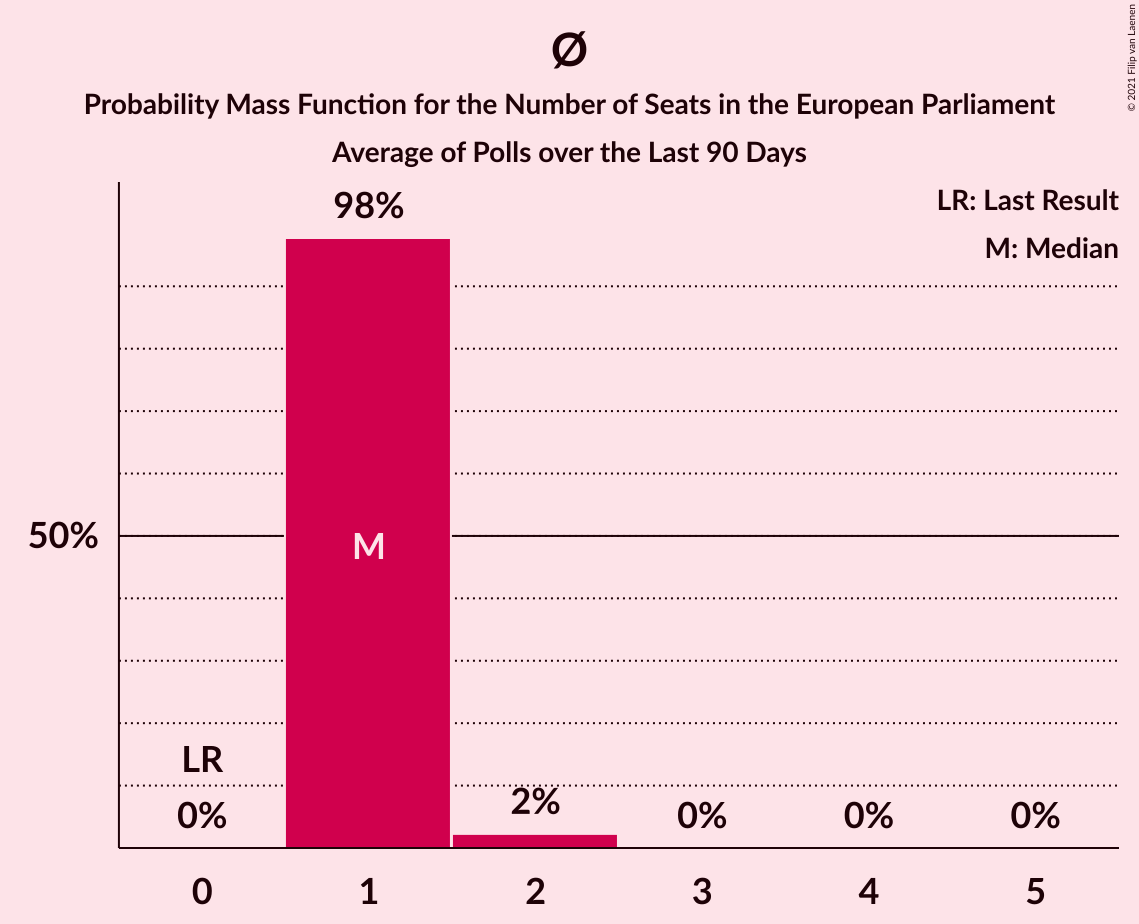 Ø
Probability Mass Function for the Number of Seats in the European Parliament
Average of Polls over the Last 90 Days
© 2021 Filip van Laenen
LR: Last Result
M: Median
98%
50%
M
LR
0%
2%
0%
0%
0%
0
1
2
3
4
5